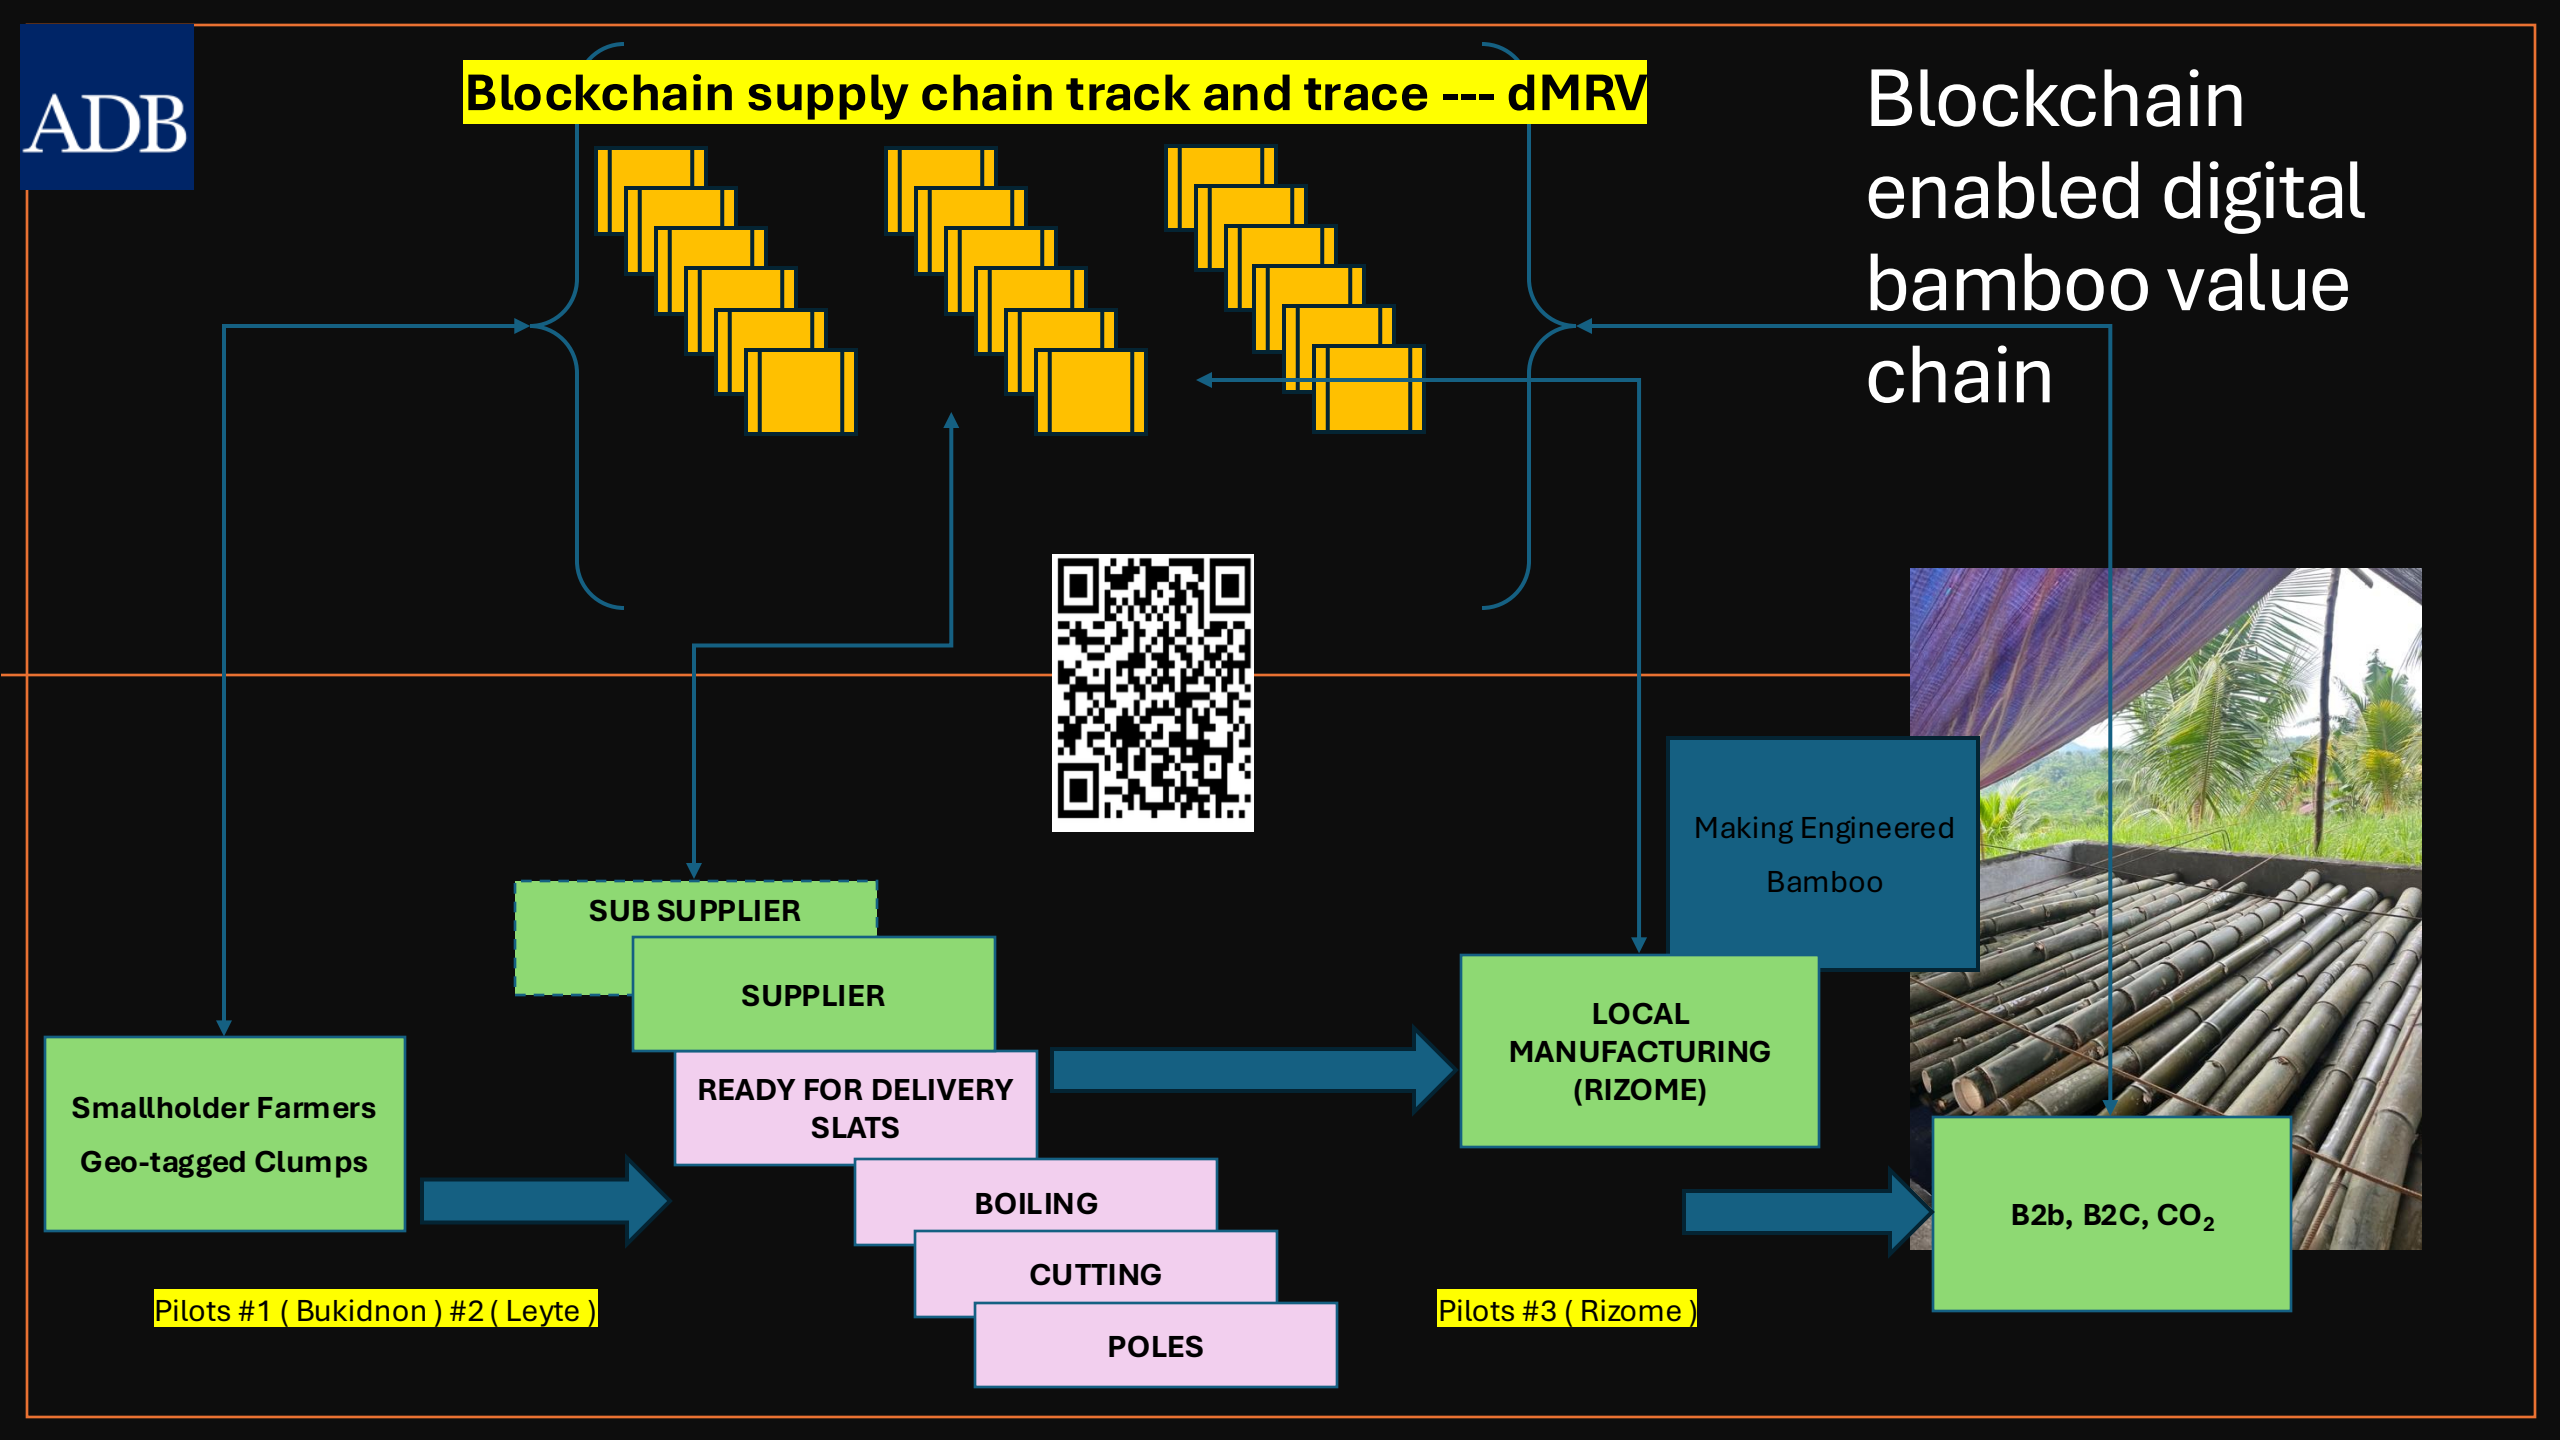 ADB
Blockchain supply chain track and trace --- dMRV
Blockchain
enabled digital
bamboo value
chain
Making Engineered
Bamboo
SUB SUPPLIER
SUPPLIER
READY FOR DELIVERY
SLATS
BOILING
CUTTING
POLES
LOCAL
MANUFACTURING
(RIZOME)
Smallholder Farmers
Geo-tagged Clumps
B2b, B2C, CO₂
Pilots #1 ( Bukidnon ) #2 ( Leyte )
Pilots #3 ( Rizome )